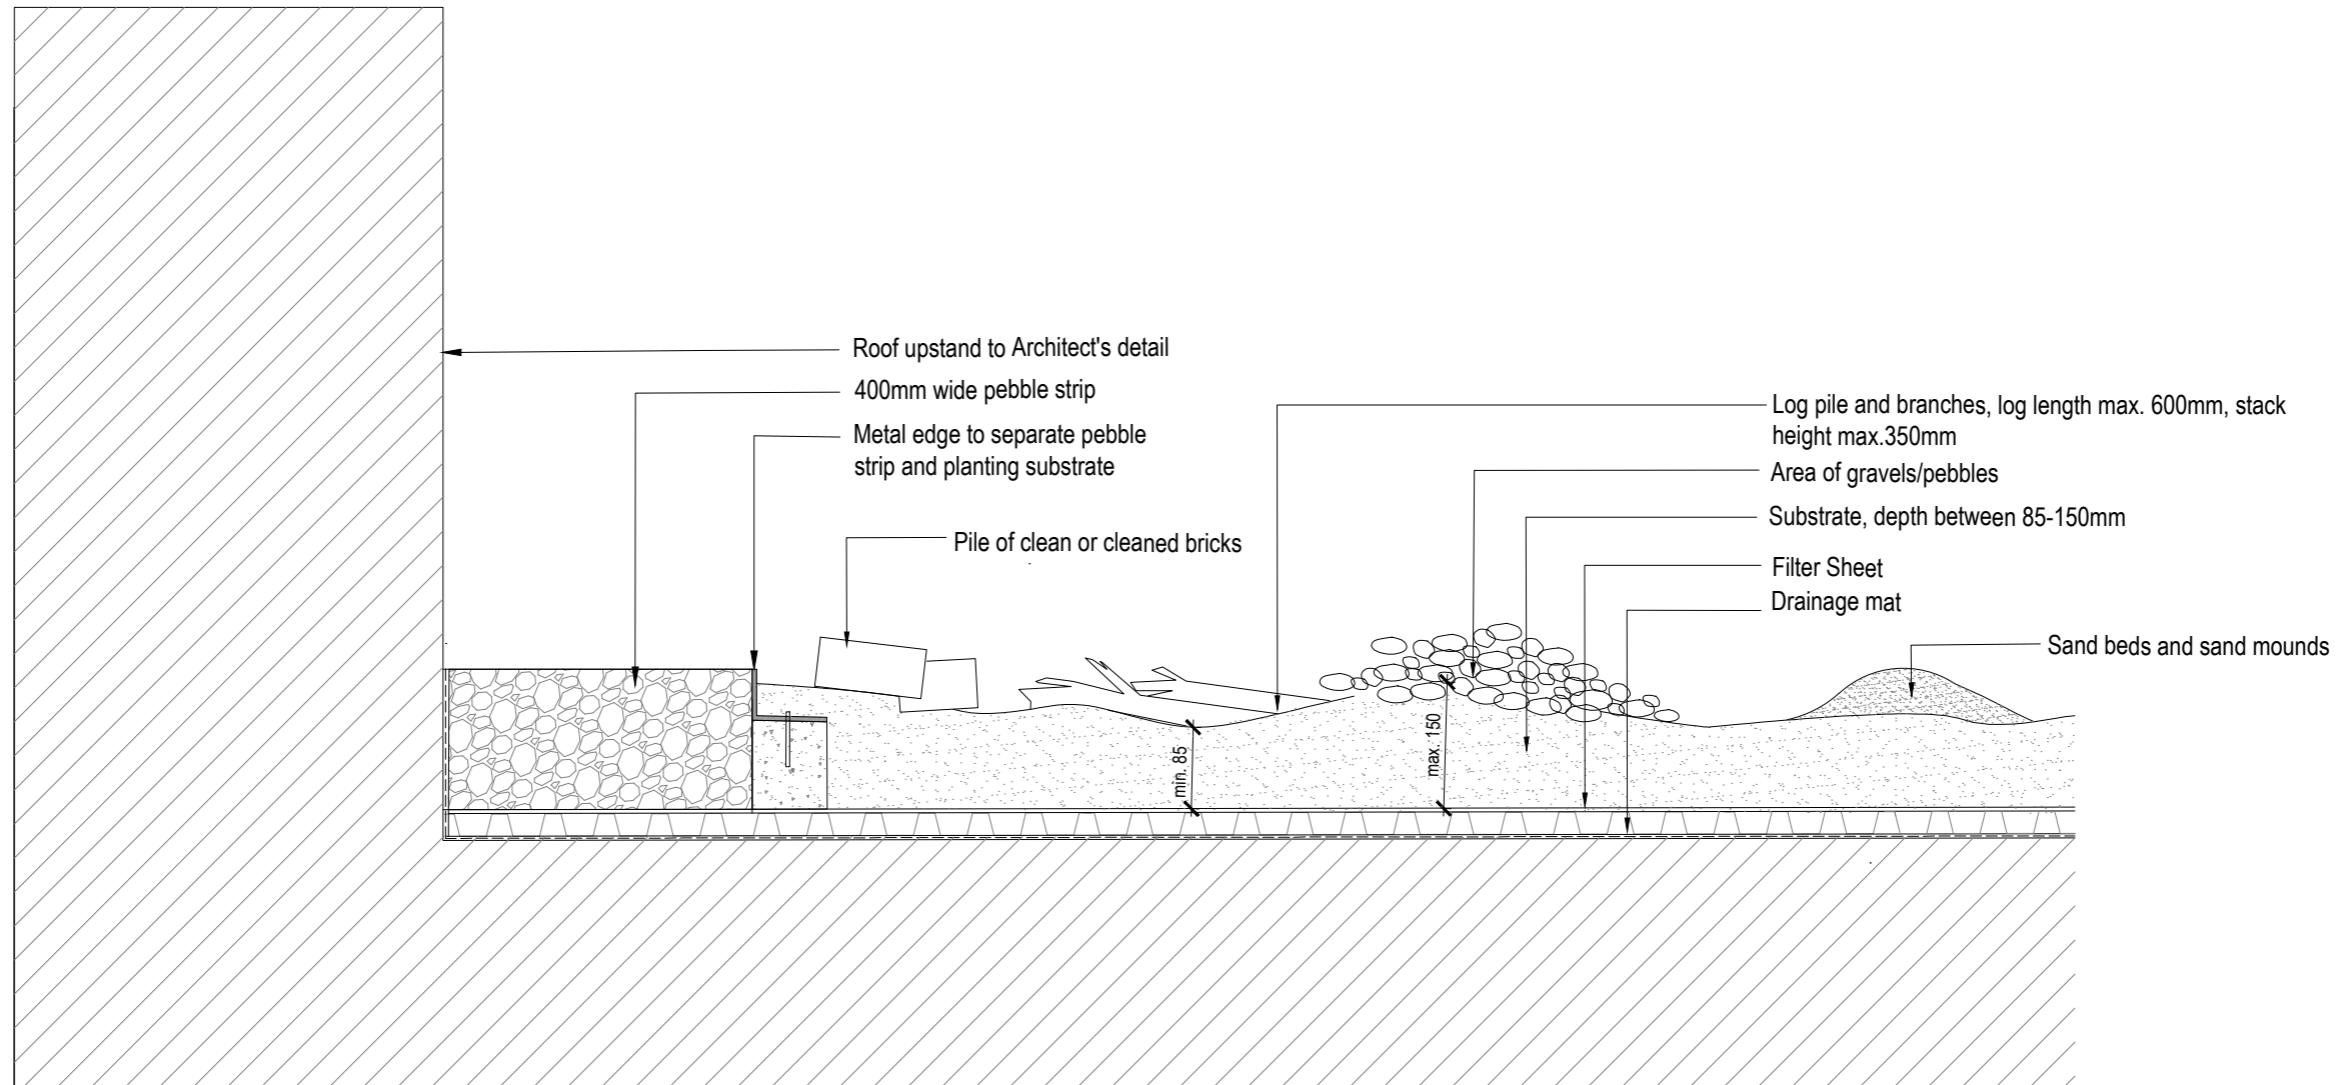 Roof upstand to Architect's detail
400mm wide pebble strip
Metal edge to separate pebble
strip and planting substrate
Pile of clean or cleaned bricks
Log pile and branches, log length max. 600mm, stack
height max.350mm
Area of gravels/pebbles
Substrate, depth between 85-150mm
Filter Sheet
Drainage mat
Sand beds and sand mounds
min. 85
max. 150